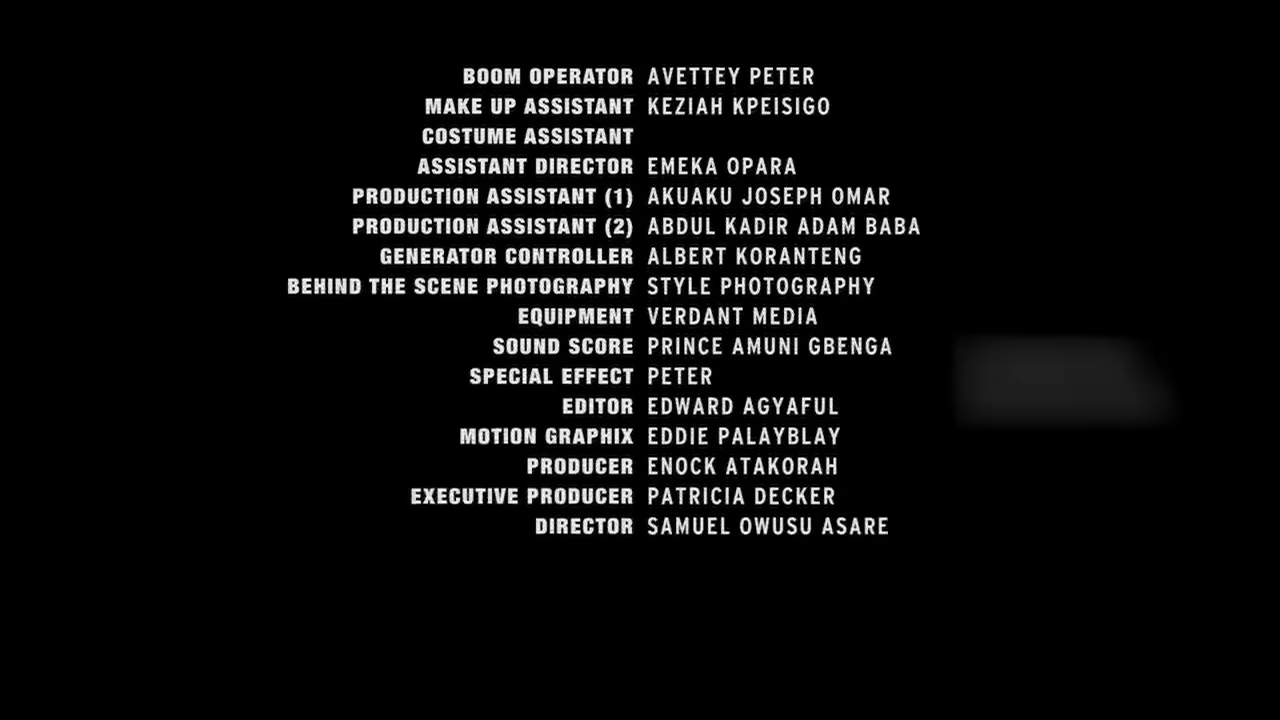 BOOM OPERATOR AVETTEY PETER
MAKE UP ASSISTANT KEZIAH KPEISIGO
COSTUME ASSISTANT
ASSISTANT DIRECTOR EMEKA OPARA
PRODUCTION ASSISTANT (1) AKUAKU JOSEPH OMAR
PRODUCTION ASSISTANT (2) ABDUL KADIR ADAM BABA
GENERATOR CONTROLLER ALBERT KORANTENG
BEHIND THE SCENE PHOTOGRAPHY STYLE PHOTOGRAPHY
EQUIPMENT VERDANT MEDIA
SOUND SCORE PRINCE AMUNI GBENGA
SPECIAL EFFECT PETER
EDITOR EDWARD AGYAFUL
MOTION GRAPHIX EDDIE PALAYBLAY
PRODUCER ENOCK ATAKORAH
EXECUTIVE PRODUCER PATRICIA DECKER
DIRECTOR SAMUEL OWUSU ASARE